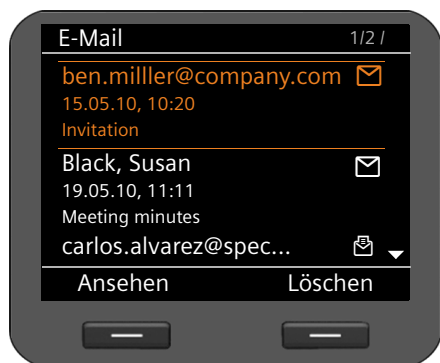 E-Mail 1/2 /
ben.milller@company.com
15.05.10, 10:20
Invitation
Black, Susan
19.05.10, 11:11
Meeting minutes
carlos.alvarez@spec...
Ansehen Löschen